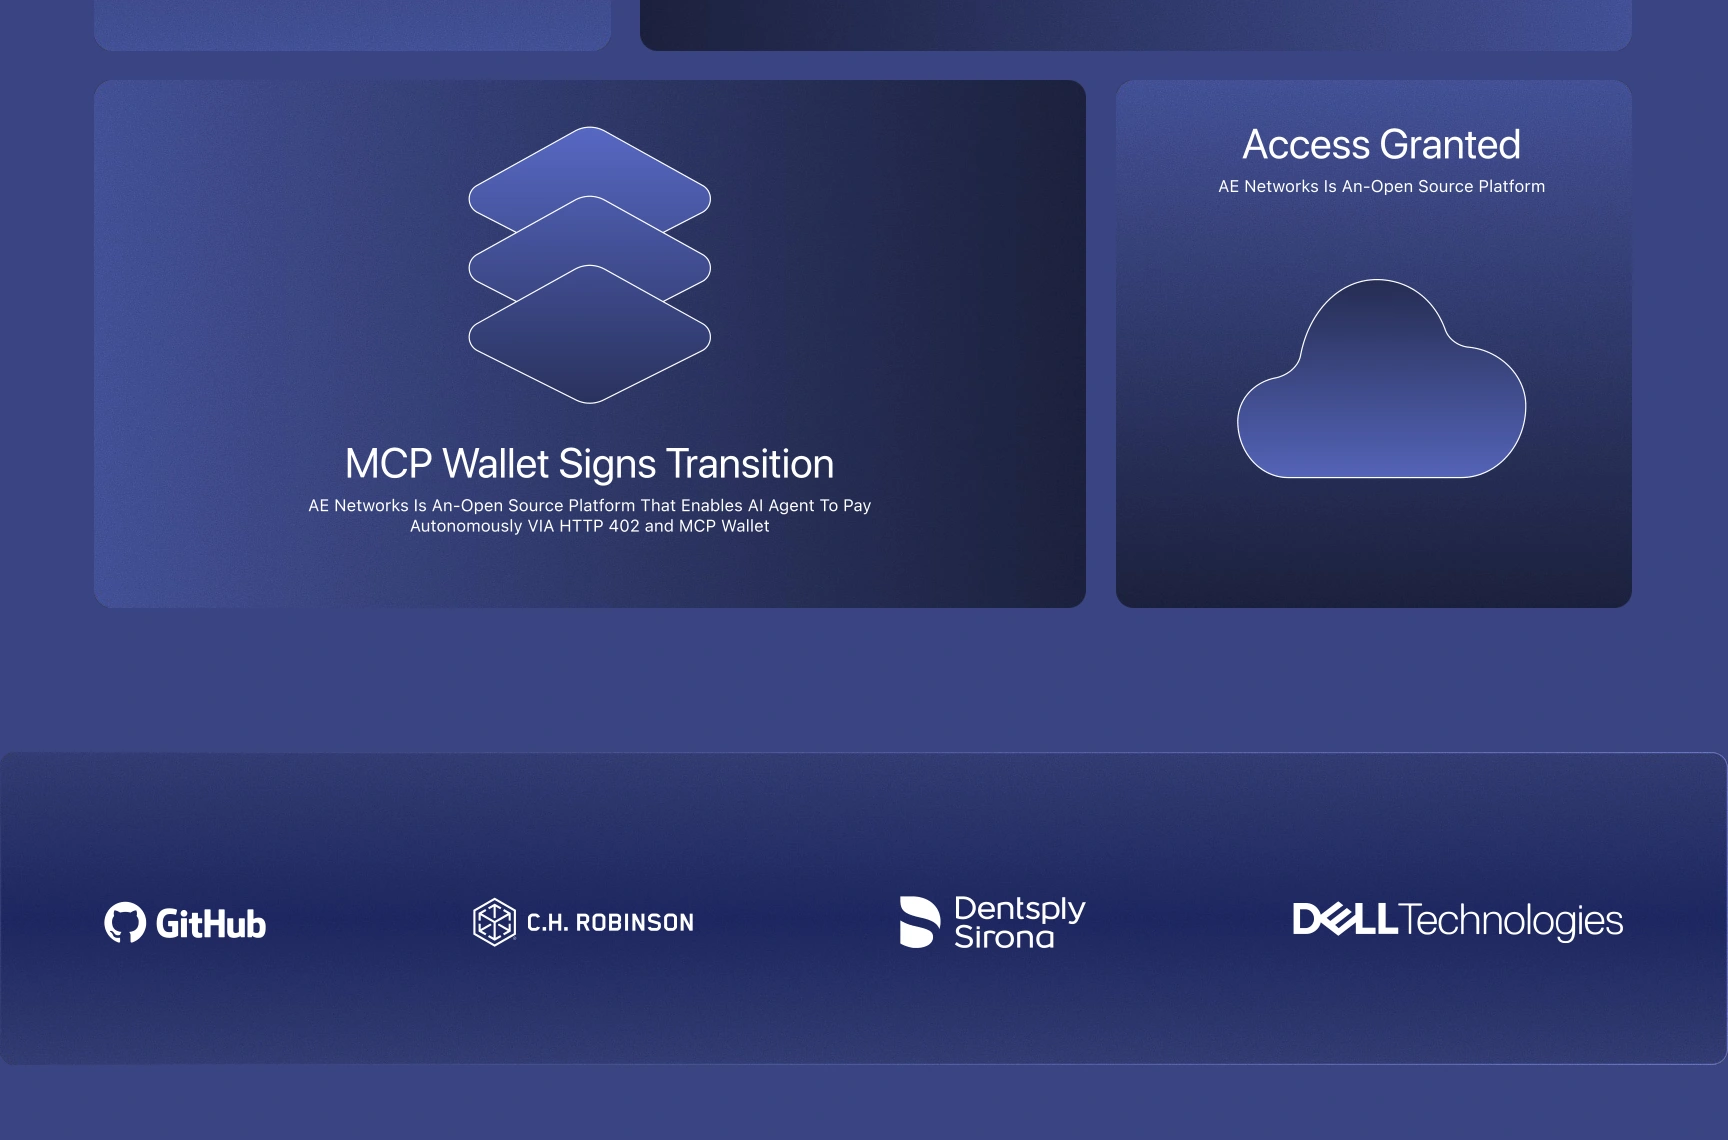 MCP Wallet Signs Transition
AE Networks Is An-Open Source Platform That Enables AI Agent To Pay
Autonomously VIA HTTP 402 and MCP Wallet
Access Granted
AE Networks Is An-Open Source Platform
GitHub
C.H. ROBINSON
Dentsply
Sirona
DELL Technologies